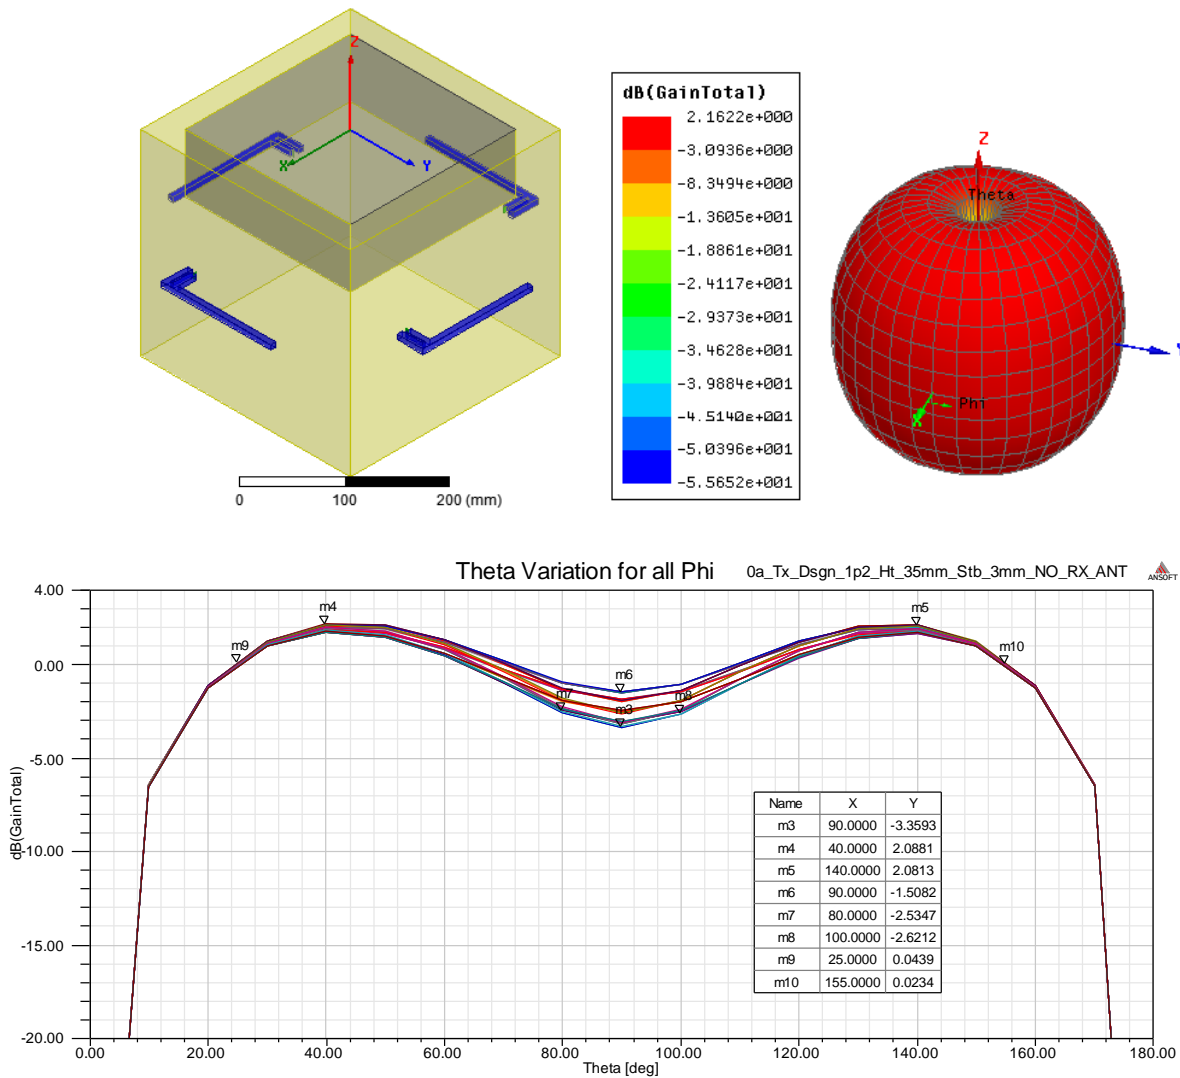 Z
X
Y
0 100 200 (mm)
dB(GainTotal)
2.1622e+000
-3.0936e+000
-8.3494e+000
-1.3605e+001
-1.8861e+001
-2.4117e+001
-2.9373e+001
-3.4628e+001
-3.9884e+001
-4.5140e+001
-5.0396e+001
-5.5652e+001
Z
Theta
Phi
X
Y
Theta Variation for all Phi 0a_Tx_Dsgn_1p2_Ht_35mm_Stb_3mm_NO_RX_ANT
ANSOFT
4.00
0.00
-5.00
-10.00
-15.00
-20.00
dB(GainTotal)
m4
m5
m9
m10
m6
m7
m8
m3
Name X Y
m3 90.0000 -3.3593
m4 40.0000 2.0881
m5 140.0000 2.0813
m6 90.0000 -1.5082
m7 80.0000 -2.5347
m8 100.0000 -2.6212
m9 25.0000 0.0439
m10 155.0000 0.0234
0.00 20.00 40.00 60.00 80.00 100.00 120.00 140.00 160.00 180.00
Theta [deg]